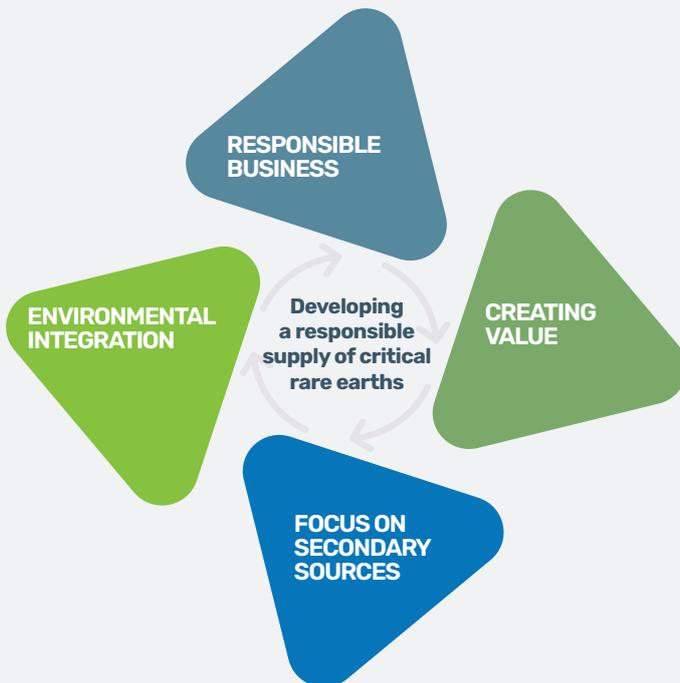 RESPONSIBLE
BUSINESS
CREATING
VALUE
Developing
a responsible
supply of critical
rare earths
ENVIRONMENTAL
INTEGRATION
FOCUS ON
SECONDARY
SOURCES